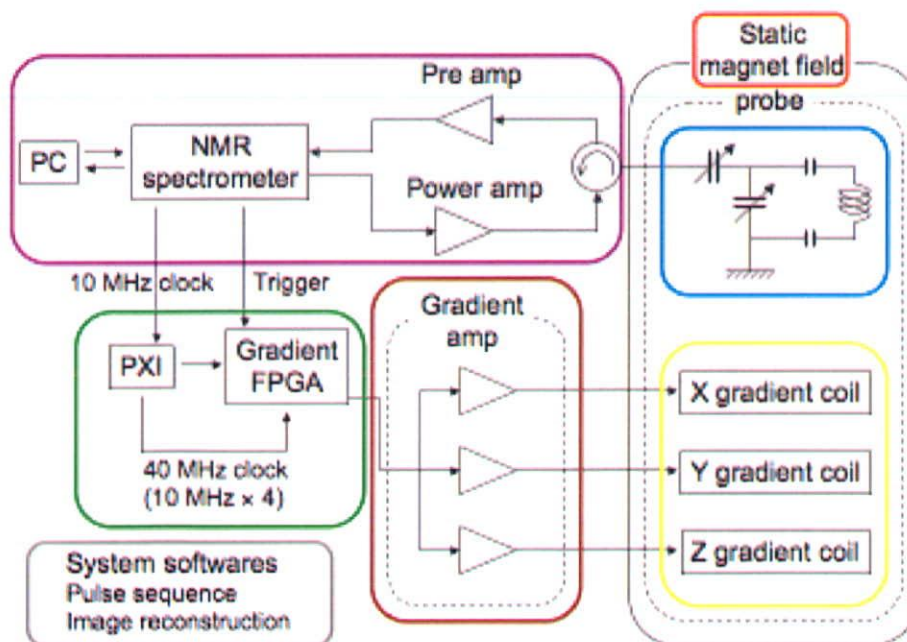 Static
magnet field
probe
Pre amp
PC
NMR
spectrometer
Power amp
10 MHz clock
Trigger
Gradient
amp
PXI
Gradient
FPGA
40 MHz clock
(10 MHz × 4)
X gradient coil
Y gradient coil
Z gradient coil
System softwares
Pulse sequence
Image reconstruction